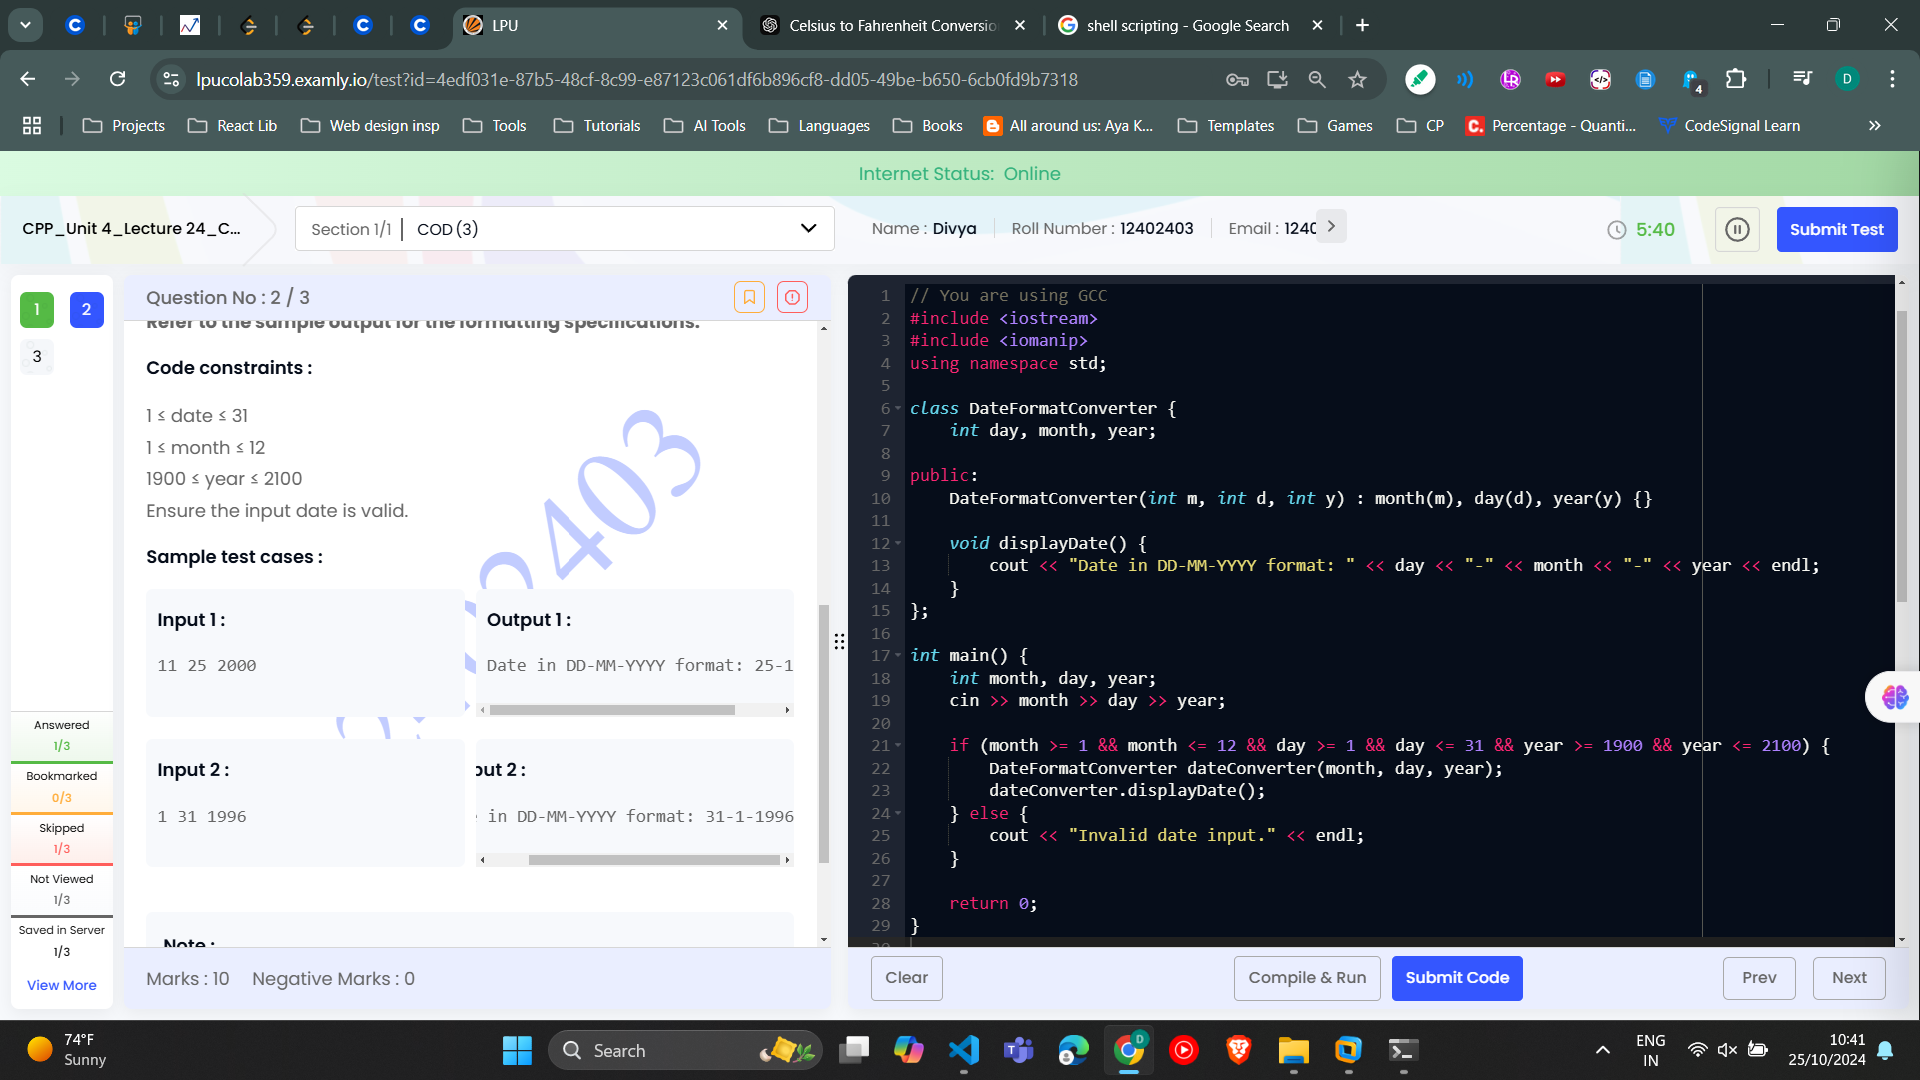 LPU
Celsius to Fahrenheit Conversio
shell scripting - Google Search
lpucolab359.examly.io/test?id=4edf031e-87b5-48cf-8c99-e87123c061df6b896cf8-dd05-49be-b650-6cb0fd9b7318
4
D
Projects
React Lib
Web design insp
Tools
Tutorials
AI Tools
Languages
Books
All around us: Aya K...
Templates
Games
CP
Percentage - Quanti...
CodeSignal Learn
Internet Status: Online
CPP_Unit 4_Lecture 24_C...
Section 1/1 | COD (3)
Name : Divya
Roll Number : 12402403
Email : 1240
5:40
Submit Test
1
2
3
Answered
1/3
Bookmarked
0/3
Skipped
1/3
Not Viewed
1/3
Saved in Server
1/3
View More
Question No : 2 / 3
Refer to the sample output for the formatting specifications.
Code constraints :
1 ≤ date ≤ 31
1 ≤ month ≤ 12
1900 ≤ year ≤ 2100
Ensure the input date is valid.
Sample test cases :
Input 1 :
11 25 2000
Output 1 :
Date in DD-MM-YYYY format: 25-1
Input 2 :
1 31 1996
out 2 :
in DD-MM-YYYY format: 31-1-1996
Note :
Marks : 10
Negative Marks : 0
1 // You are using GCC
2 #include <iostream>
3 #include <iomanip>
4 using namespace std;
5
6 class DateFormatConverter {
7 int day, month, year;
8
9 public:
10 DateFormatConverter(int m, int d, int y) : month(m), day(d), year(y) {}
11
12 void displayDate() {
13 cout << "Date in DD-MM-YYYY format: " << day << "-" << month << "-" << year << endl;
14 }
15 };
16
17 int main() {
18 int month, day, year;
19 cin >> month >> day >> year;
20
21 if (month >= 1 && month <= 12 && day >= 1 && day <= 31 && year >= 1900 && year <= 2100) {
22 DateFormatConverter dateConverter(month, day, year);
23 dateConverter.displayDate();
24 } else {
25 cout << "Invalid date input." << endl;
26 }
27
28 return 0;
29 }
30
Clear
Compile & Run
Submit Code
Prev
Next
74°F
Sunny
Search
D
ENG
IN
10:41
25/10/2024